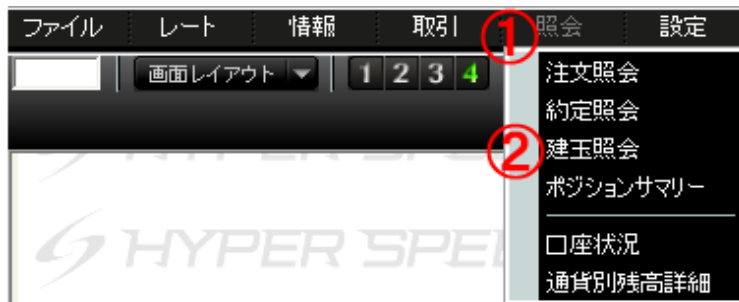 ファイル レート 情報 取引 ① 照会 設定
画面レイアウト 1 2 3 4
注文照会
約定照会
② 建玉照会
ポジションサマリー
口座状況
通貨別残高詳細
HYPER SPE